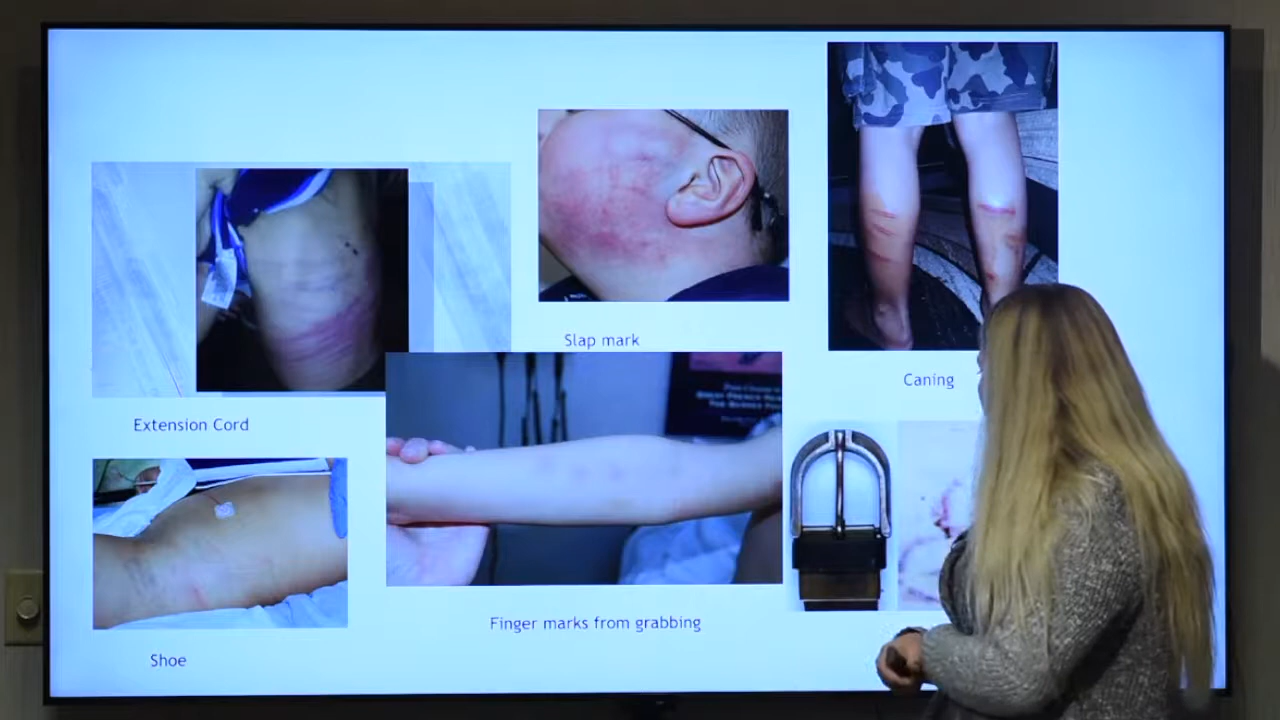 Slap mark
Caning
Extension Cord
Finger marks from grabbing
Shoe